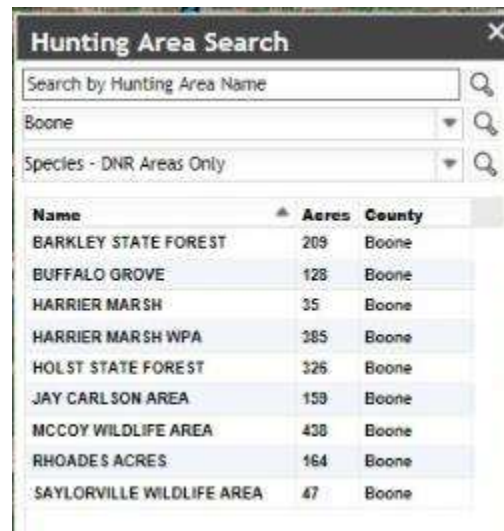 Hunting Area Search
Search by Hunting Area Name
Boone
Species - DNR Areas Only
Name Acres County
BARKLEY STATE FOREST 209 Boone
BUFFALO GROVE 128 Boone
HARRIER MARSH 35 Boone
HARRIER MARSH WPA 385 Boone
HOLST STATE FOREST 326 Boone
JAY CARLSON AREA 159 Boone
MCCOY WILDLIFE AREA 438 Boone
RHOADES ACRES 164 Boone
SAYLORVILLE WILDLIFE AREA 47 Boone